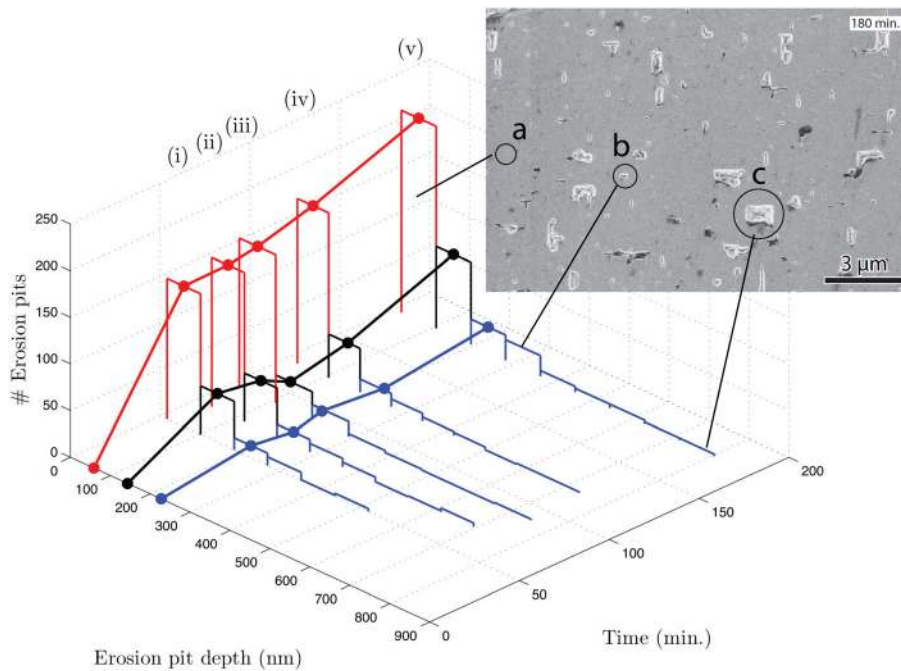 180 min.
(v)
(iv)
(iii)
(ii)
(i)
a
b
c
3 μm
250
200
150
100
50
0
# Erosion pits
0
100
200
300
400
500
600
700
800
900
Erosion pit depth (nm)
0
50
100
150
200
Time (min.)